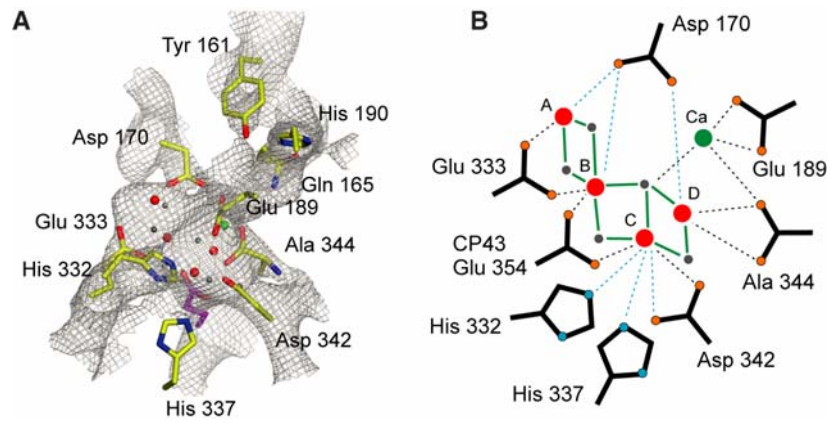 A
Tyr 161
His 190
Asp 170
Gln 165
Glu 189
Glu 333
Ala 344
His 332
Asp 342
His 337
B
Asp 170
A
Ca
Glu 333
B
Glu 189
D
C
CP43
Glu 354
Ala 344
His 332
Asp 342
His 337